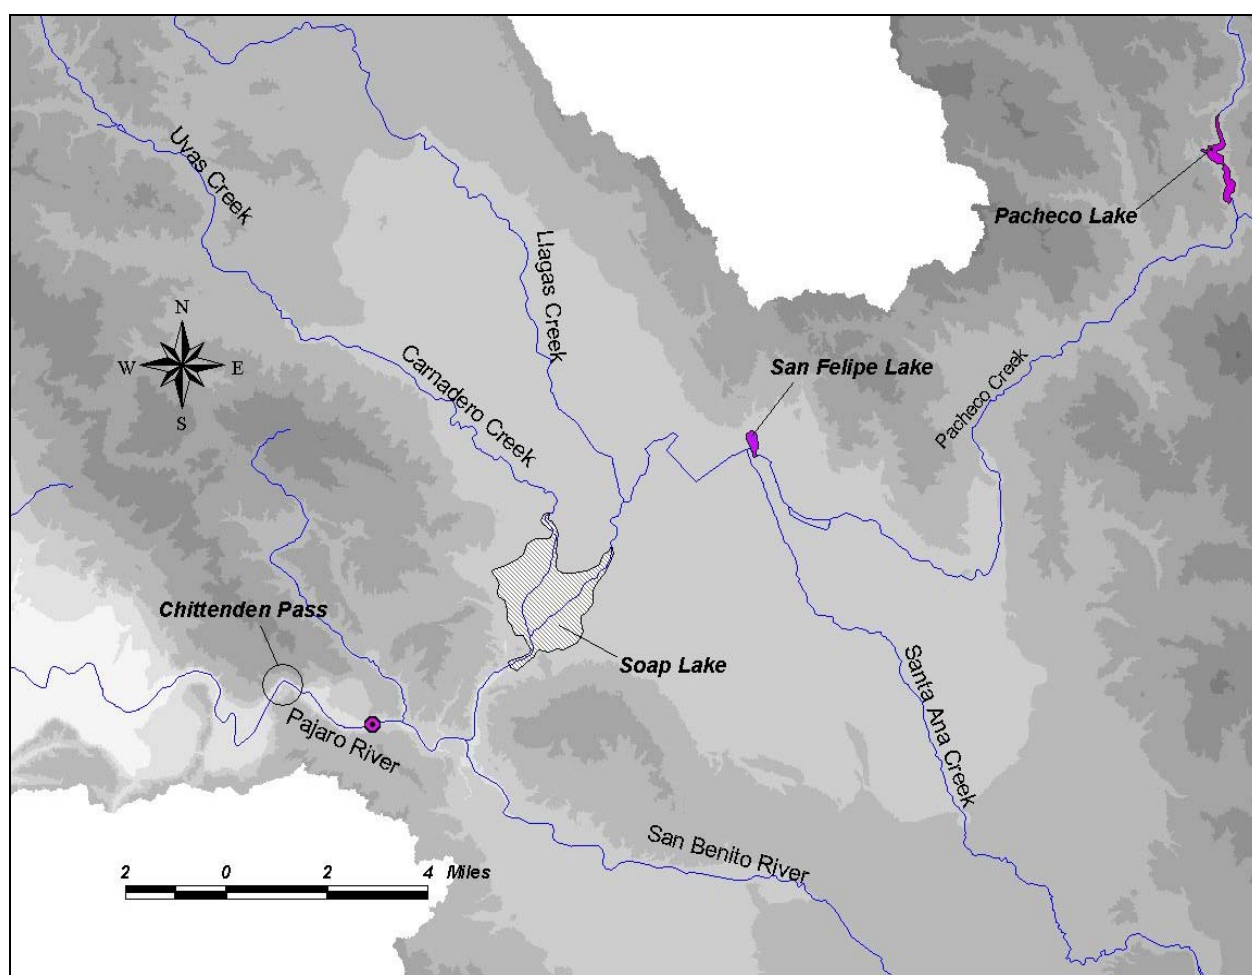 Uvas Creek
Pacheco Lake
Llagas Creek
N
W
E
S
San Felipe Lake
Carnadero Creek
Pacheco Creek
Chittenden Pass
Soap Lake
Santa Ana Creek
Pajaro River
San Benito River
2 0 2 4 Miles